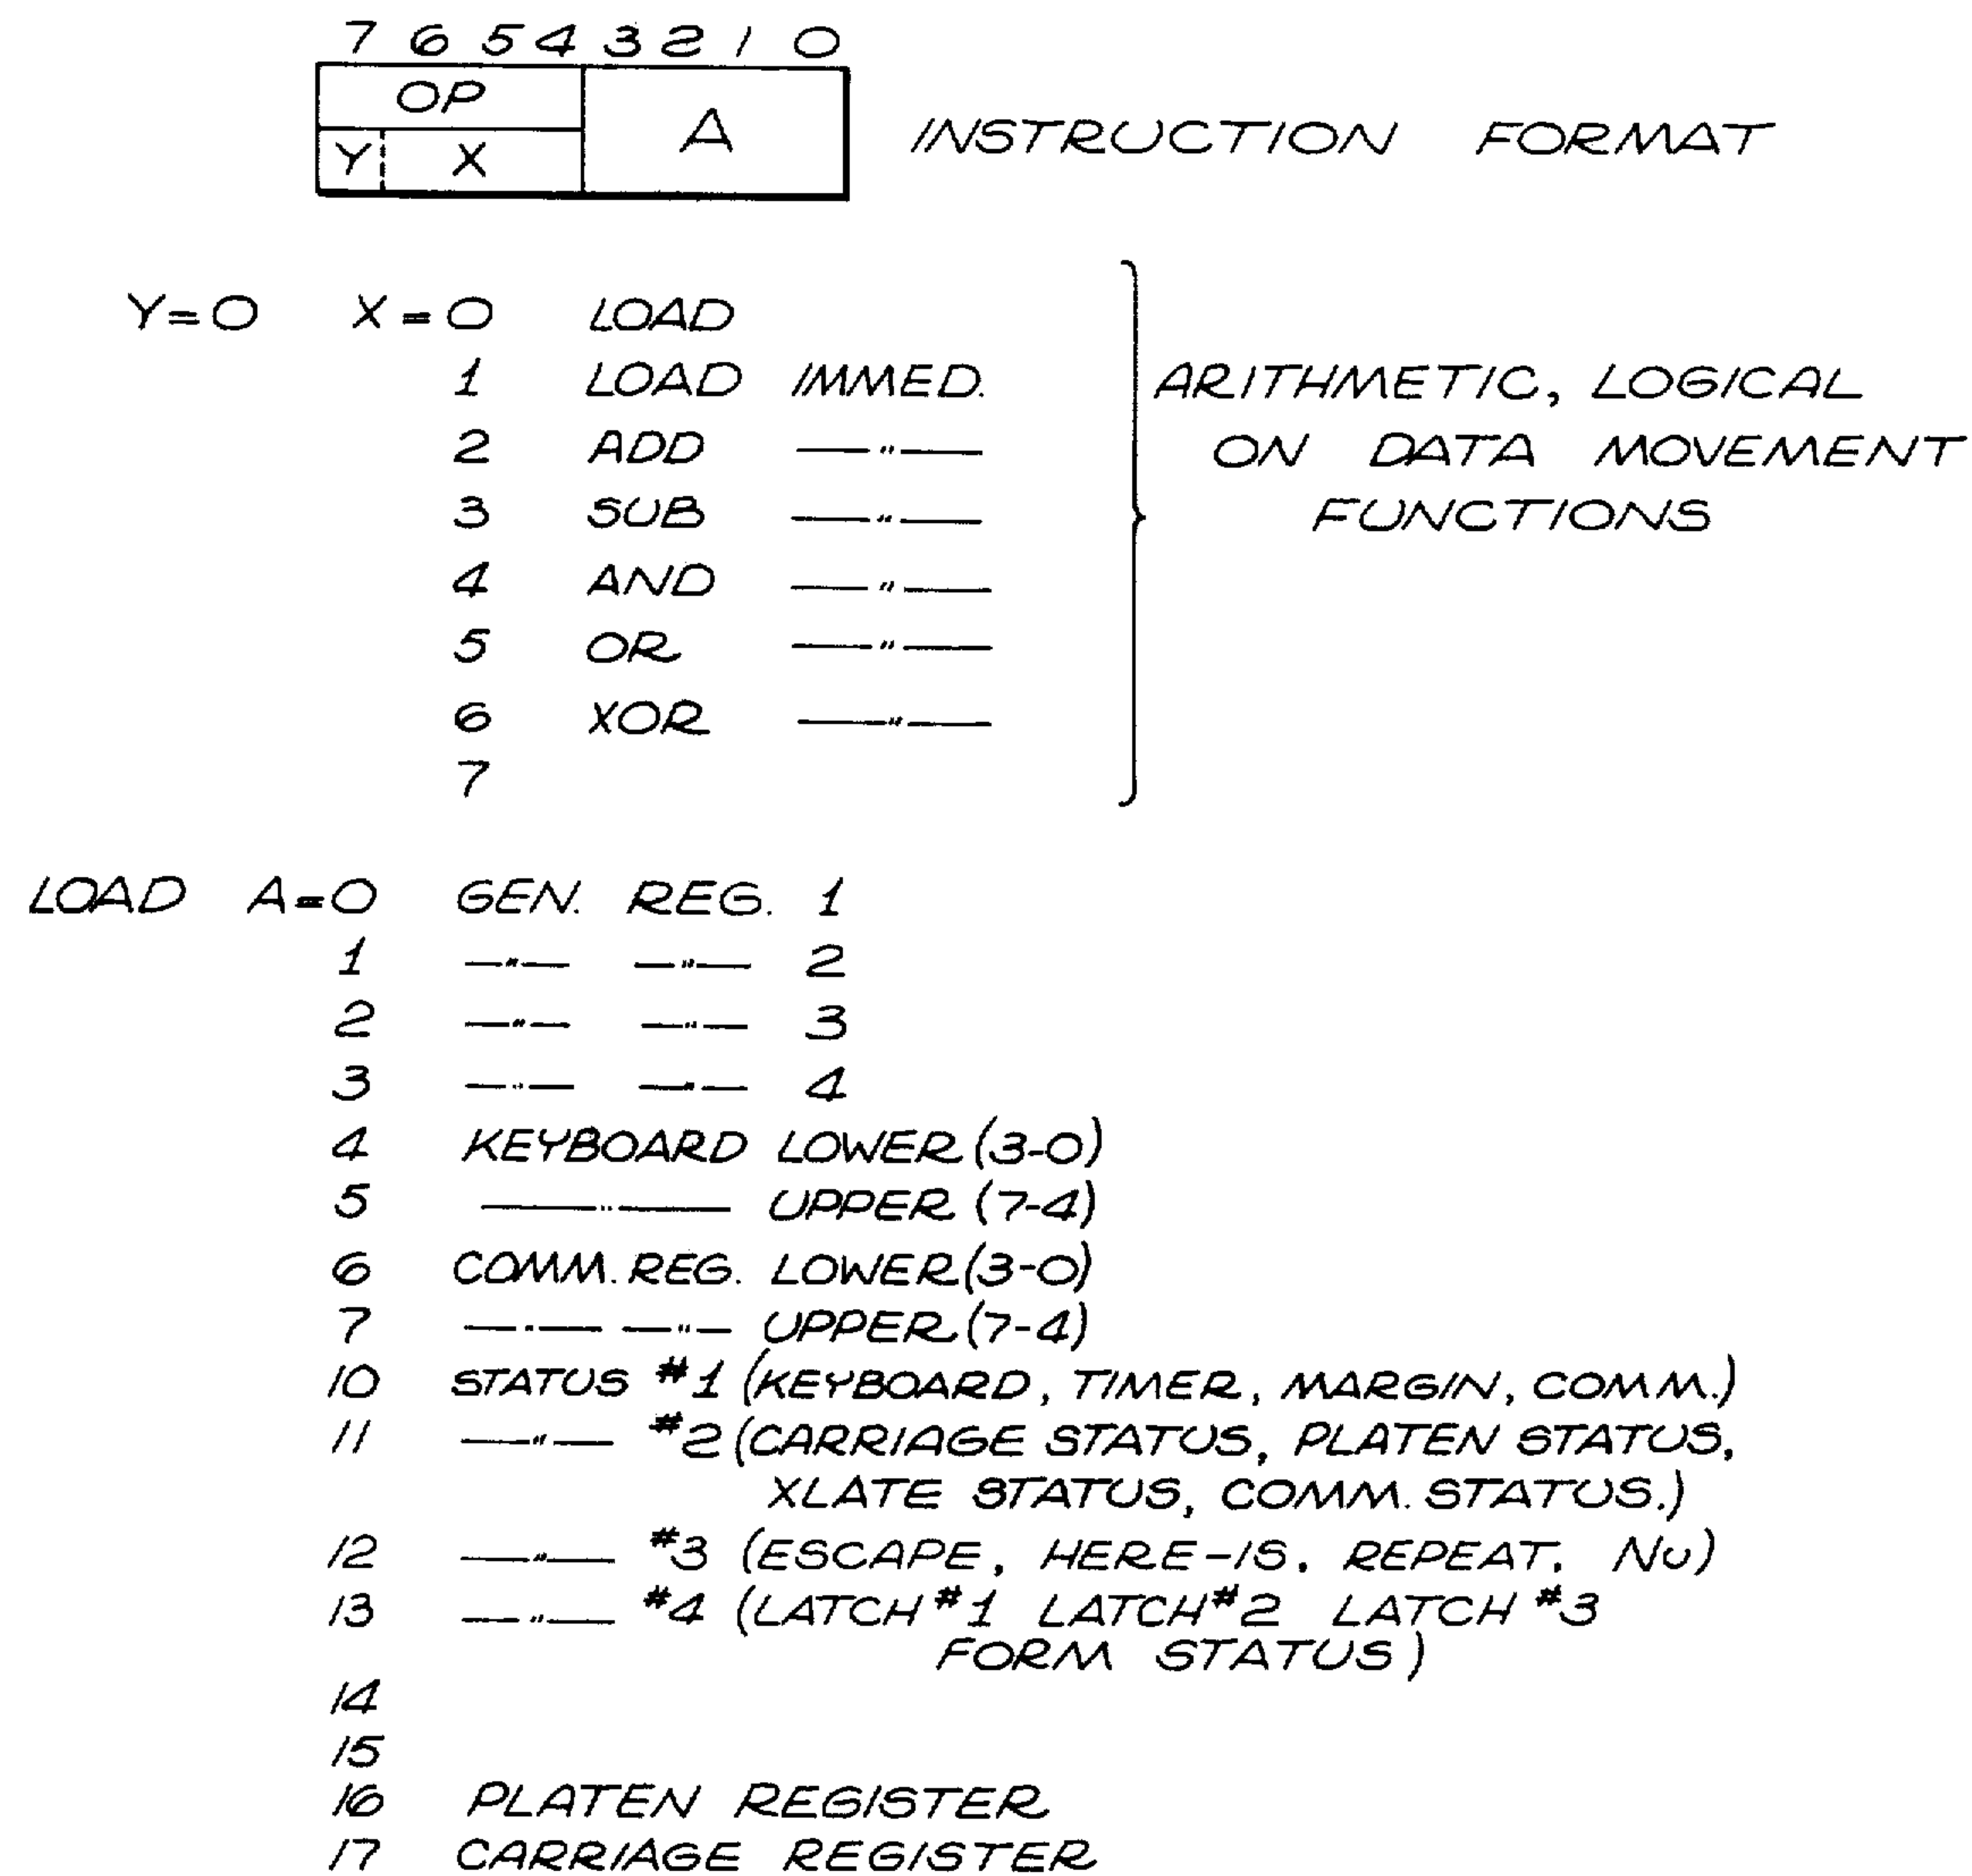 7 6 5 4 3 2 1 0
OP
A
INSTRUCTION FORMAT
Y X
Y=0 X=0 LOAD
1 LOAD IMMED.
2 ADD —"—
3 SUB —"—
4 AND —"—
5 OR —"—
6 XOR —"—
7
ARITHMETIC, LOGICAL
ON DATA MOVEMENT
FUNCTIONS
LOAD A=0 GEN. REG. 1
1 —"— —"— 2
2 —"— —"— 3
3 —"— —"— 4
4 KEYBOARD LOWER (3-0)
5 —"— UPPER (7-4)
6 COMM. REG. LOWER (3-0)
7 —"— —"— UPPER (7-4)
10 STATUS #1 (KEYBOARD, TIMER, MARGIN, COMM.)
11 —"— #2 (CARRIAGE STATUS, PLATEN STATUS,
XLATE STATUS, COMM. STATUS.)
12 —"— #3 (ESCAPE, HERE-IS, REPEAT, NU)
13 —"— #4 (LATCH #1 LATCH #2 LATCH #3
FORM STATUS)
14
15
16 PLATEN REGISTER
17 CARRIAGE REGISTER